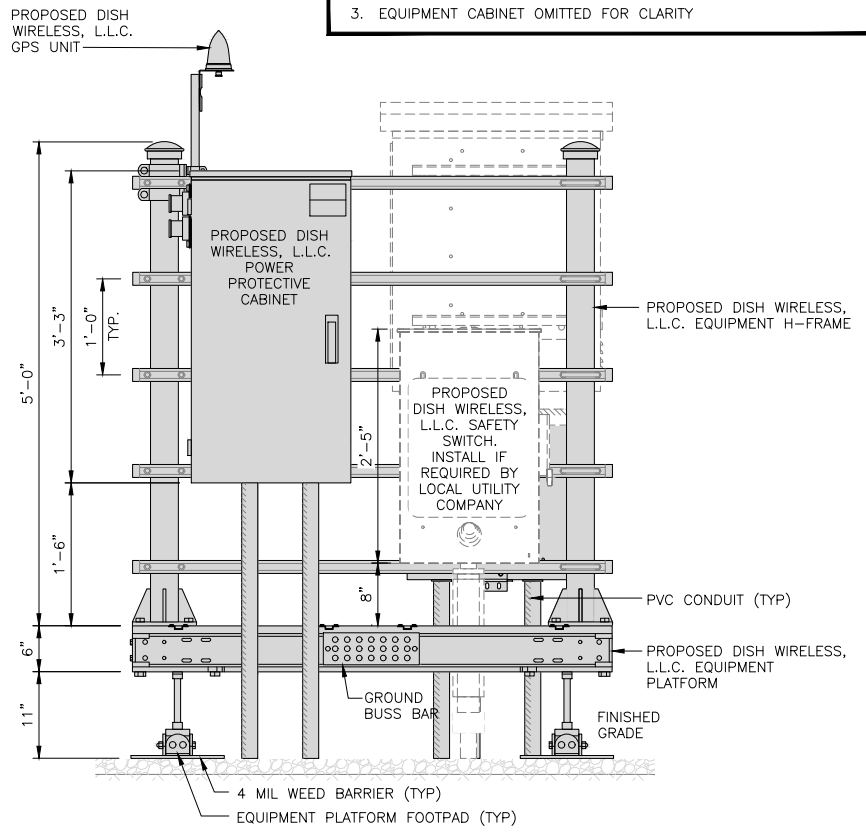 3. EQUIPMENT CABINET OMITTED FOR CLARITY
PROPOSED DISH
WIRELESS, L.L.C.
GPS UNIT
PROPOSED DISH
WIRELESS, L.L.C.
POWER
PROTECTIVE
CABINET
PROPOSED DISH WIRELESS,
L.L.C. EQUIPMENT H-FRAME
5'-0"
3'-3"
1'-0"
TYP.
2'-5"
PROPOSED
DISH WIRELESS,
L.L.C. SAFETY
SWITCH.
INSTALL IF
REQUIRED BY
LOCAL UTILITY
COMPANY
1'-6"
8"
PVC CONDUIT (TYP)
6"
PROPOSED DISH WIRELESS,
L.L.C. EQUIPMENT
PLATFORM
11"
GROUND
BUSS BAR
FINISHED
GRADE
4 MIL WEED BARRIER (TYP)
EQUIPMENT PLATFORM FOOTPAD (TYP)